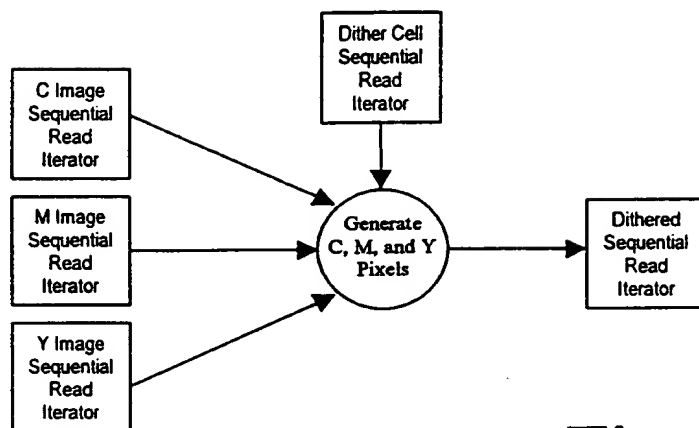 Dither Cell
Sequential
Read
Iterator
C Image
Sequential
Read
Iterator
M Image
Sequential
Read
Iterator
Y Image
Sequential
Read
Iterator
Generate
C, M, and Y
Pixels
Dithered
Sequential
Read
Iterator